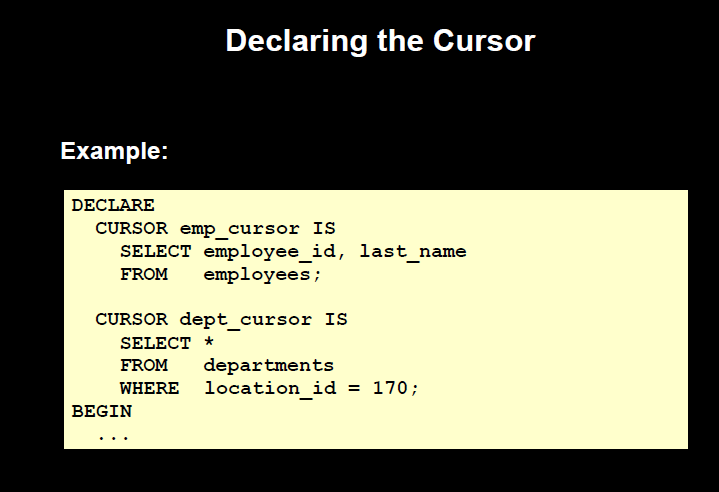 Declaring the Cursor
Example:
DECLARE
  CURSOR emp_cursor IS
    SELECT employee_id, last_name
    FROM   employees;

  CURSOR dept_cursor IS
    SELECT *
    FROM   departments
    WHERE  location_id = 170;
BEGIN
  ...